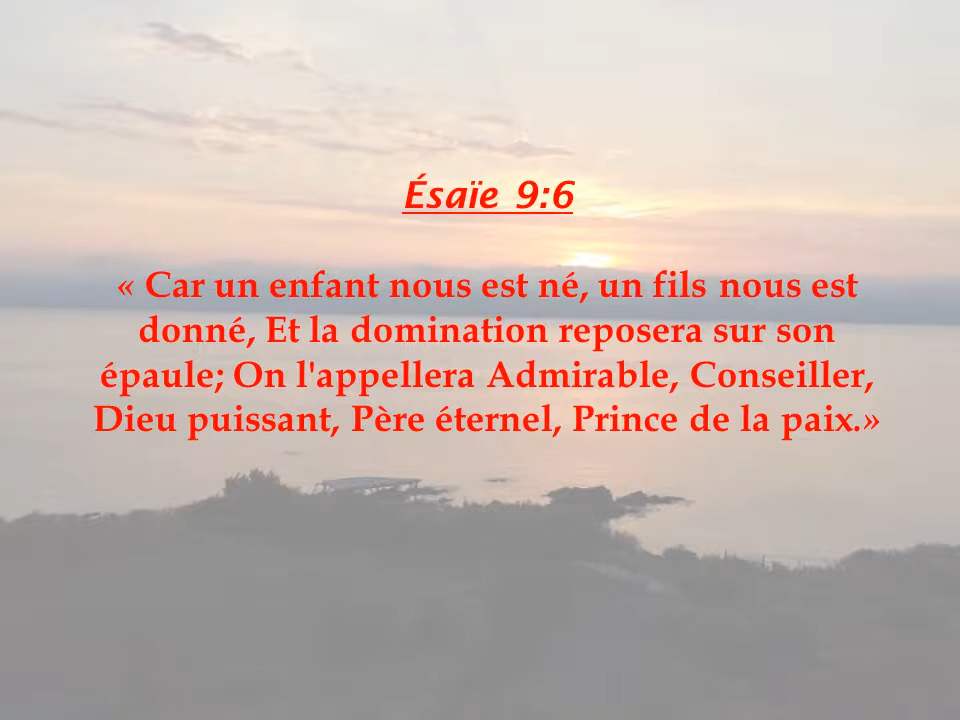 Ésaïe 9:6
« Car un enfant nous est né, un fils nous est
donné, Et la domination reposera sur son
épaule; On l'appellera Admirable, Conseiller,
Dieu puissant, Père éternel, Prince de la paix.»